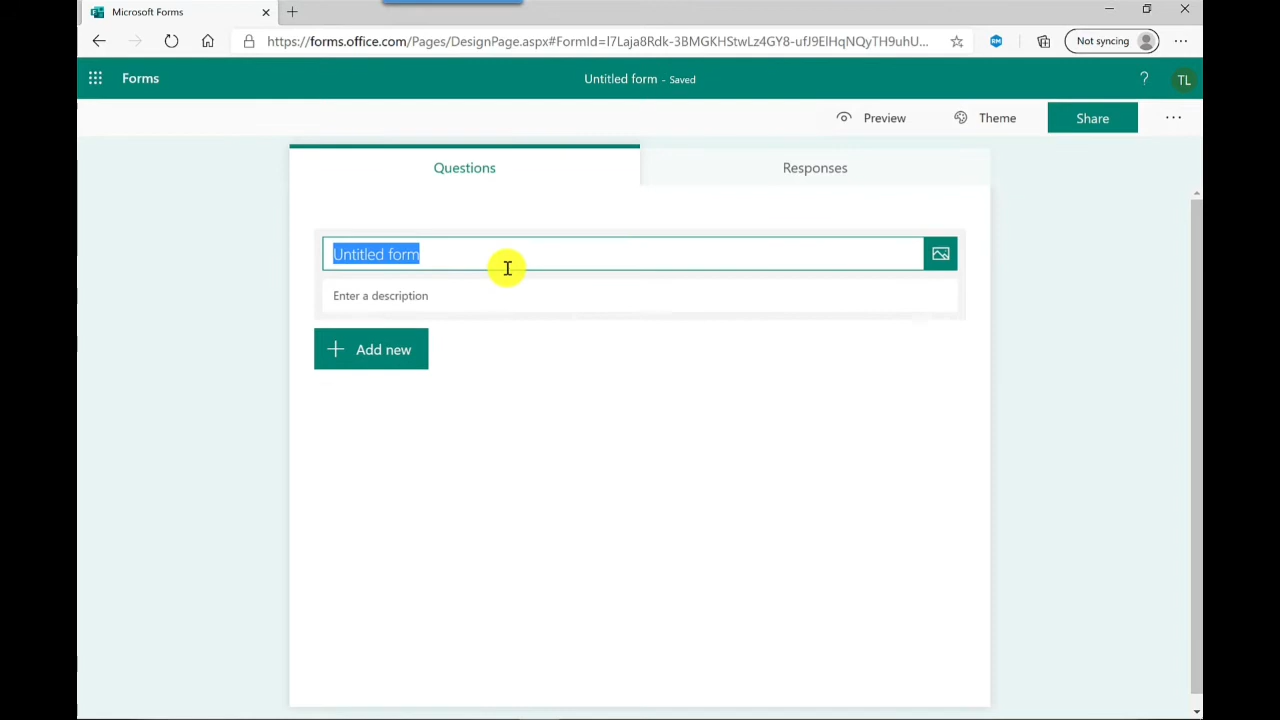 Microsoft Forms
https://forms.office.com/Pages/DesignPage.aspx#FormId=l7Laja8Rdk-3BMGKHStwLz4GY8-ufJ9ElHqNQyTH9uhU...
Not syncing
Forms
Untitled form - Saved
? TL
Preview
Theme
Share
Questions
Responses
Untitled form
Enter a description
Add new